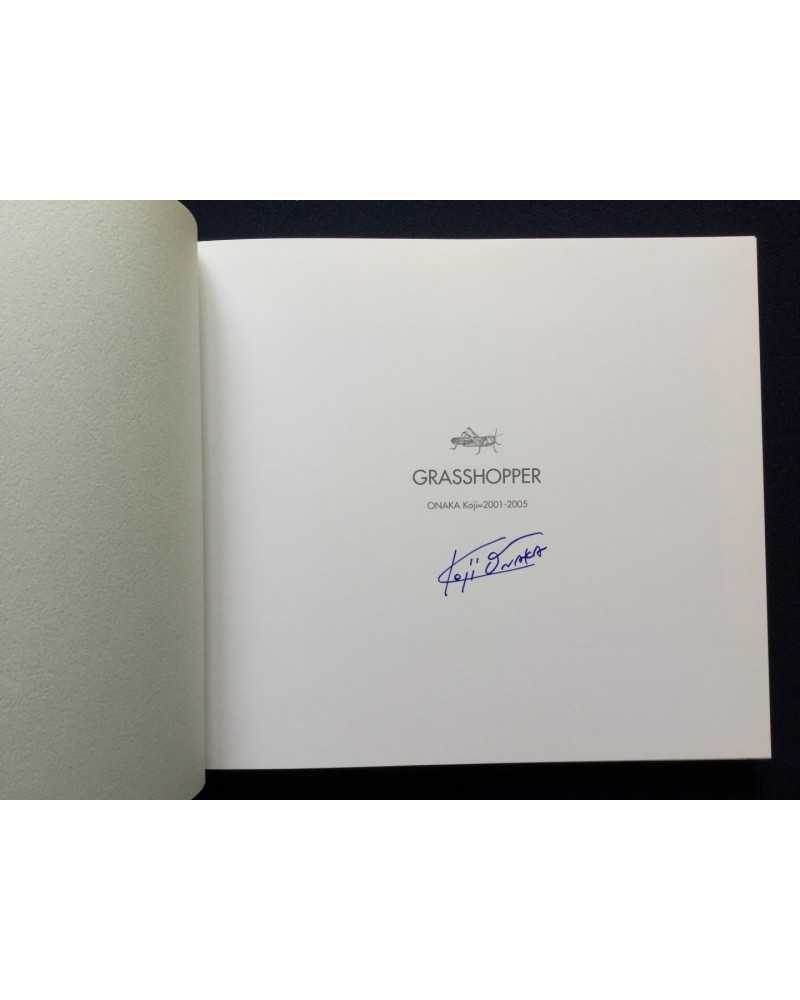 GRASSHOPPER
ONAKA Koji=2001-2005
Koji ONAKA